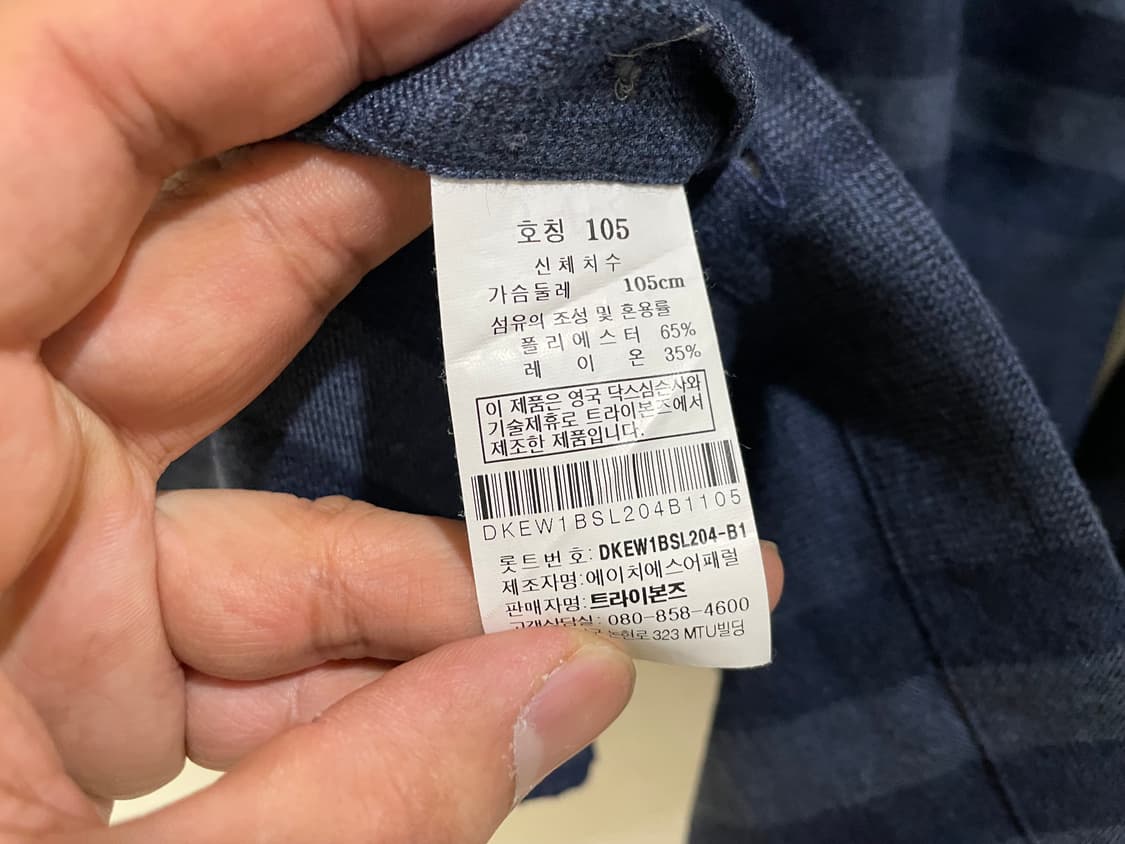 호칭 105
신체치수
가슴둘레 105cm
섬유의 조성 및 혼용률
폴리에스터 65%
레이온 35%
이 제품은 영국 닥스심슨사와
기술제휴로 트라이본즈에서
제조한 제품입니다.
DKEW1BSL204B1105
롯트번호: DKEW1BSL204-B1
제조자명:에이치에스어패럴
판매자명:트라이본즈
고객상담실: 080-858-4600
논현로 323 MTU빌딩